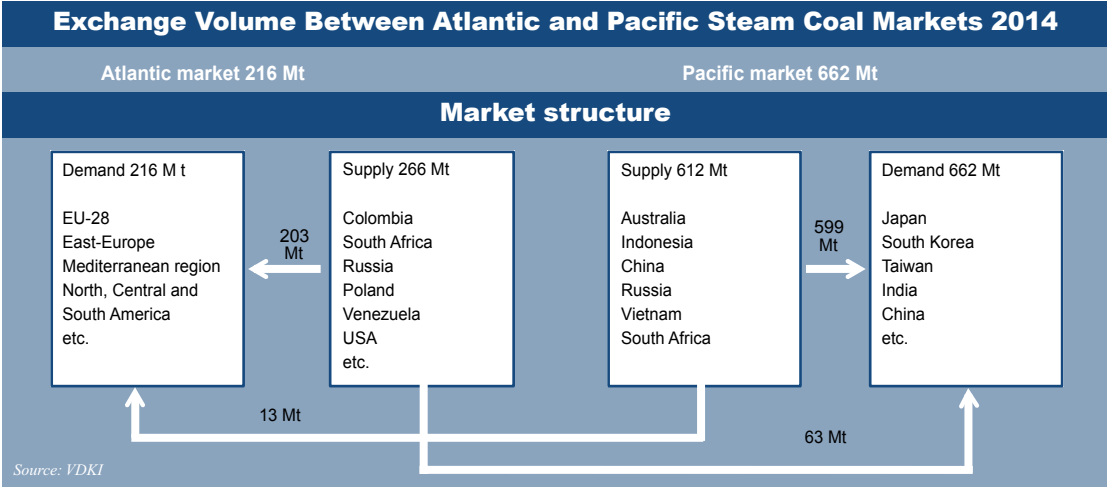 Exchange Volume Between Atlantic and Pacific Steam Coal Markets 2014
Atlantic market 216 Mt
Pacific market 662 Mt
Market structure
Demand 216 M t
EU-28
East-Europe
Mediterranean region
North, Central and
South America
etc.
203
Mt
Supply 266 Mt
Colombia
South Africa
Russia
Poland
Venezuela
USA
etc.
Supply 612 Mt
Australia
Indonesia
China
Russia
Vietnam
South Africa
599
Mt
Demand 662 Mt
Japan
South Korea
Taiwan
India
China
etc.
13 Mt
63 Mt
Source: VDKI